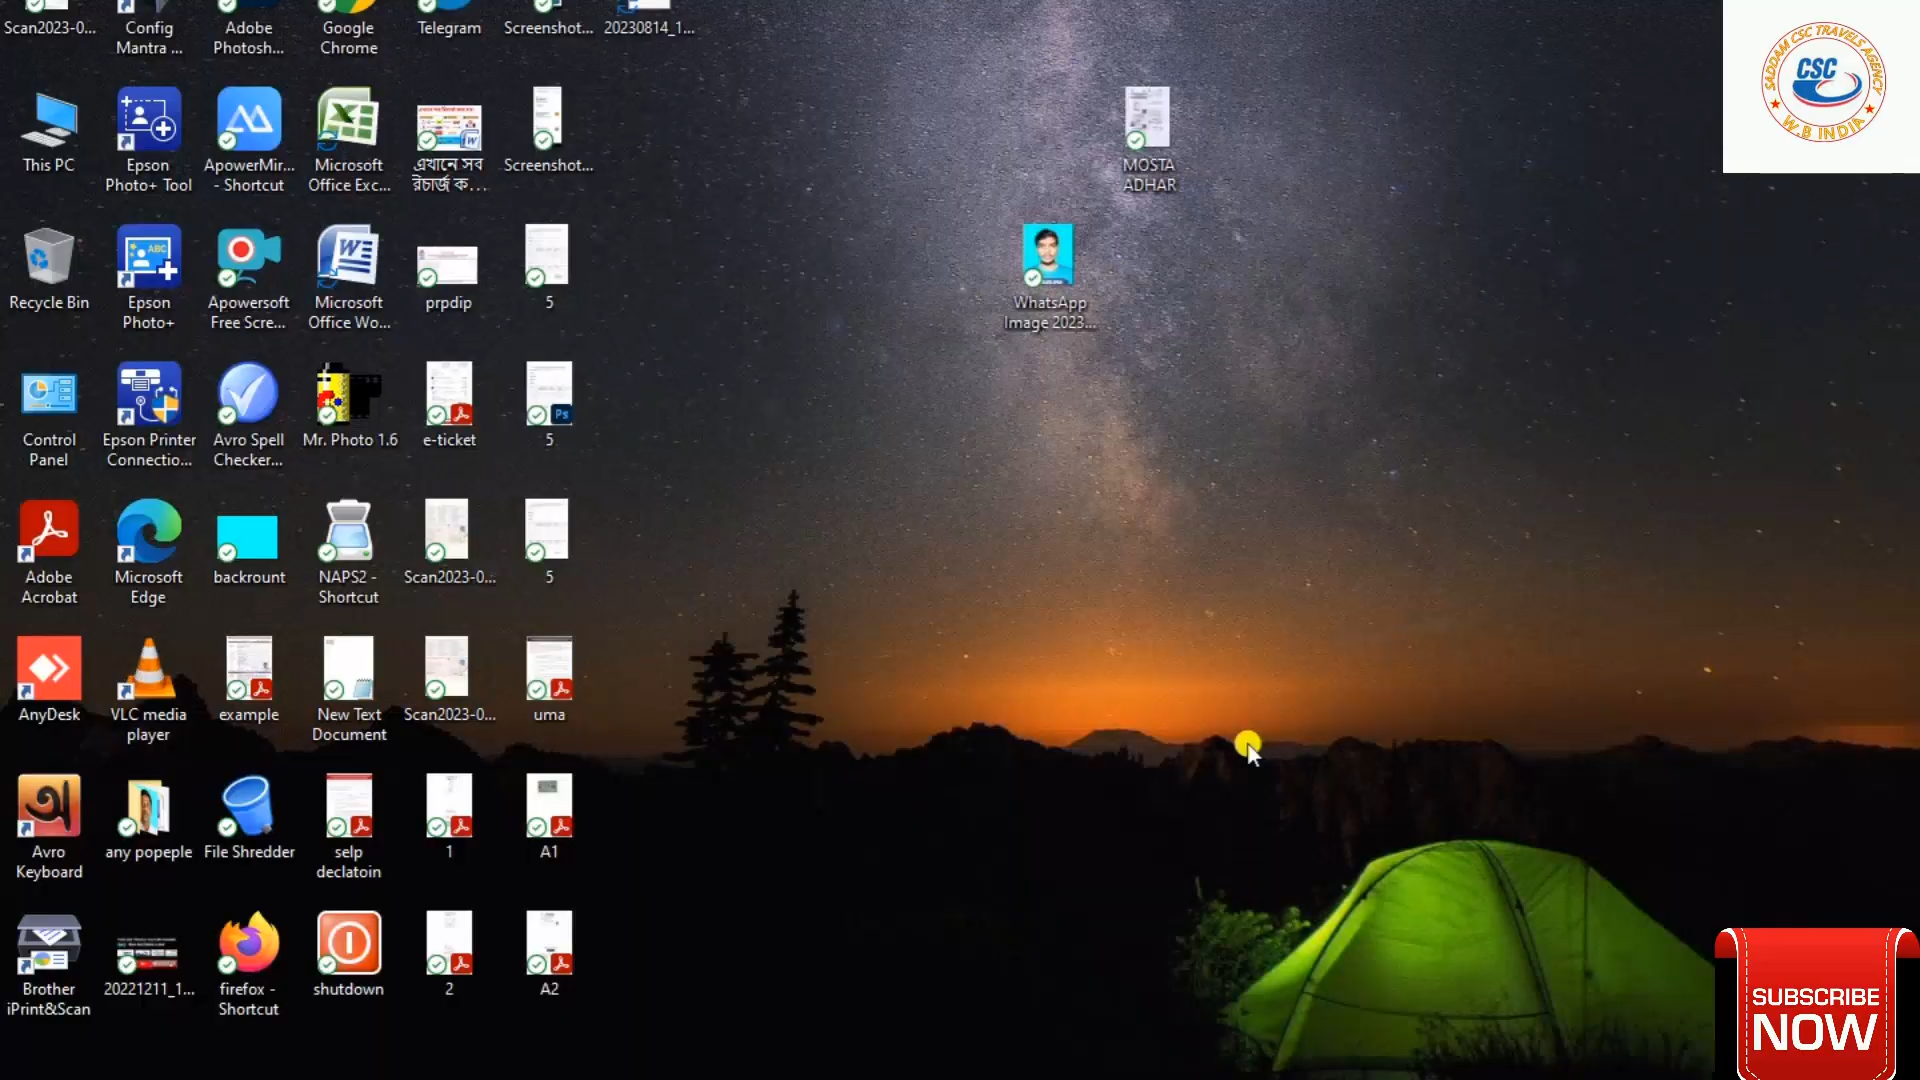 Scan2023-0...
Config
Mantra ...
Adobe
Photosh...
Google
Chrome
Telegram
Screenshot...
20230814_1...
This PC
Epson
Photo+ Tool
ApowerMir...
- Shortcut
Microsoft
Office Exc...
এখানে সব
রিচার্জ ক...
Screenshot...
MOSTA
ADHAR
SADDAM CSC TRAVELS AGENCY
CSC
W.B INDIA
Recycle Bin
Epson
Photo+
Apowersoft
Free Scre...
Microsoft
Office Wo...
prpdip
5
WhatsApp
Image 2023...
Control
Panel
Epson Printer
Connectio...
Avro Spell
Checker...
Mr. Photo 1.6
e-ticket
5
Adobe
Acrobat
Microsoft
Edge
backrount
NAPS2 -
Shortcut
Scan2023-0...
5
AnyDesk
VLC media
player
example
New Text
Document
Scan2023-0...
uma
Avro
Keyboard
any popeple
File Shredder
selp
declatoin
1
A1
Brother
iPrint&Scan
20221211_1...
firefox -
Shortcut
shutdown
2
A2
SUBSCRIBE
NOW